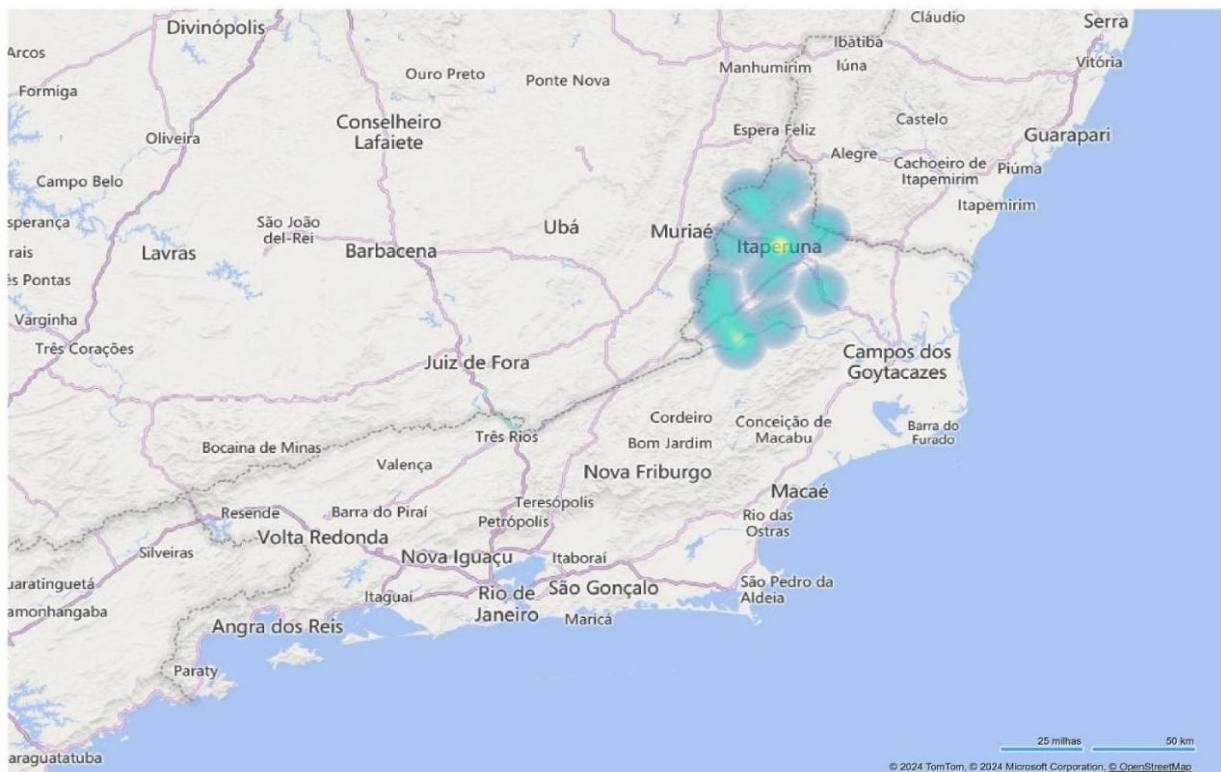 Cláudio
Divinópolis
Serra
Arcos
Ibatiba
Manhumirim
Iúna
Vitória
Ouro Preto
Ponte Nova
Formiga
Castelo
Conselheiro
Lafaiete
Espera Feliz
Guarapari
Oliveira
Alegre
Cachoeiro de
Itapemirim
Piúma
Campo Belo
Itapemirim
sperança
São João
del-Rei
Ubá
Muriaé
Itaperuna
rais
Lavras
Barbacena
ês Pontas
Varginha
Três Corações
Juiz de Fora
Campos dos
Goytacazes
Cordeiro
Conceição de
Macabu
Barra do
Furado
Três Rios
Bom Jardim
Bocaina de Minas
Valença
Nova Friburgo
Macaé
Teresópolis
Resende
Barra do Piraí
Petrópolis
Rio das
Ostras
Volta Redonda
Silveiras
Nova Iguaçu
Itaboraí
uaratinguetá
São Pedro da
Aldeia
Itaguaí
Rio de
Janeiro
São Gonçalo
amonhangaba
Maricá
Angra dos Reis
Paraty
araguatatuba
25 milhas
50 km
© 2024 TomTom, © 2024 Microsoft Corporation, © OpenStreetMap